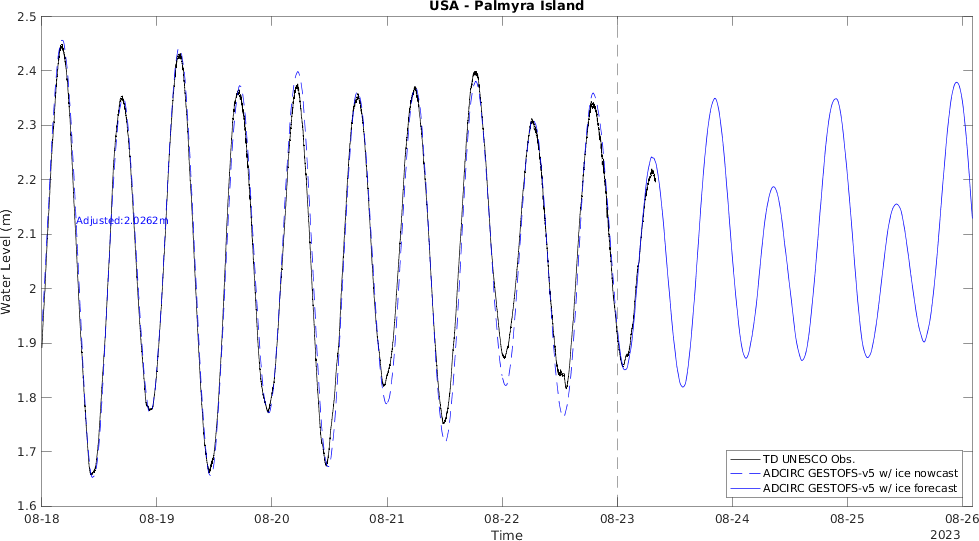 USA - Palmyra Island
2.5
2.4
2.3
2.2
2.1
2
1.9
1.8
1.7
1.6
Water Level (m)
Adjusted:2.0262m
TD UNESCO Obs.
ADCIRC GESTOFS-v5 w/ ice nowcast
ADCIRC GESTOFS-v5 w/ ice forecast
08-18 08-19 08-20 08-21 08-22 08-23 08-24 08-25 08-26
Time
2023